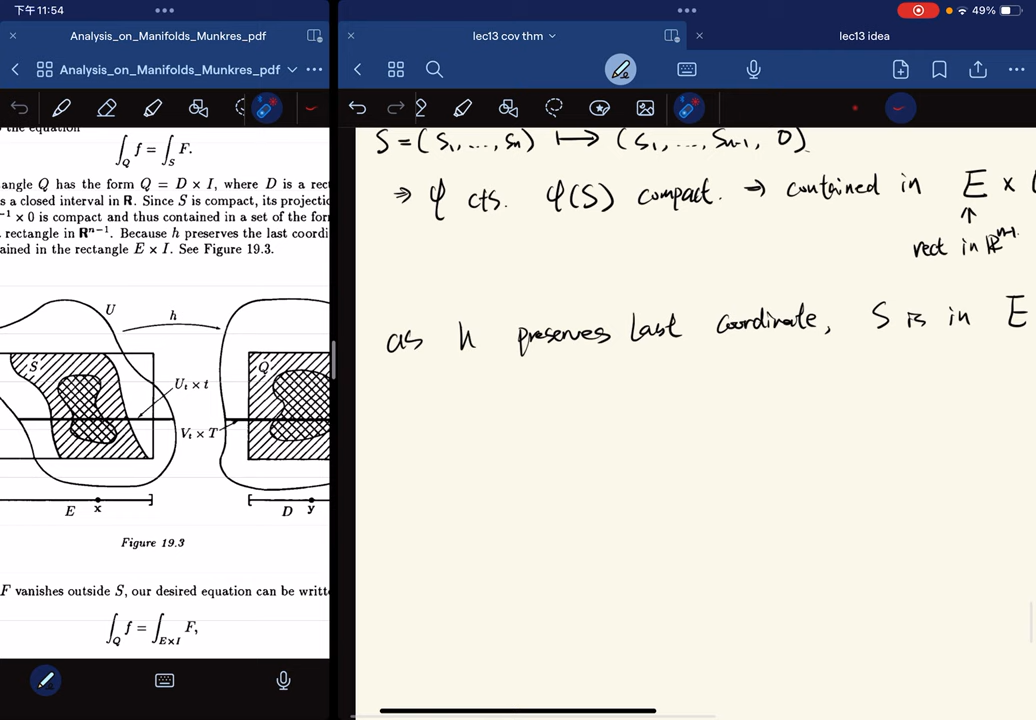 下午11:54
49%
Analysis_on_Manifolds_Munkres_pdf
lec13 cov thm
lec13 idea
Analysis_on_Manifolds_Munkres_pdf
the equation
∫_Q f = ∫_S F.
angle Q has the form Q = D × I, where D is a rec
s a closed interval in R. Since S is compact, its projectio
⁻¹ × 0 is compact and thus contained in a set of the for
rectangle in Rⁿ⁻¹. Because h preserves the last coordi
ained in the rectangle E × I. See Figure 19.3.
U
h
S
Q
U_t × t
V_t × T
E x
D y
Figure 19.3
F vanishes outside S, our desired equation can be writt
∫_Q f = ∫_{E×I} F,
S = (s₁, ..., sₙ) ↦ (s₁, ..., sₙ₋₁, 0)
⇒ φ cts. φ(S) compact. → contained in E ×
↑
rect in ℝⁿ⁻¹.
as h preserves last coordinate, S is in E